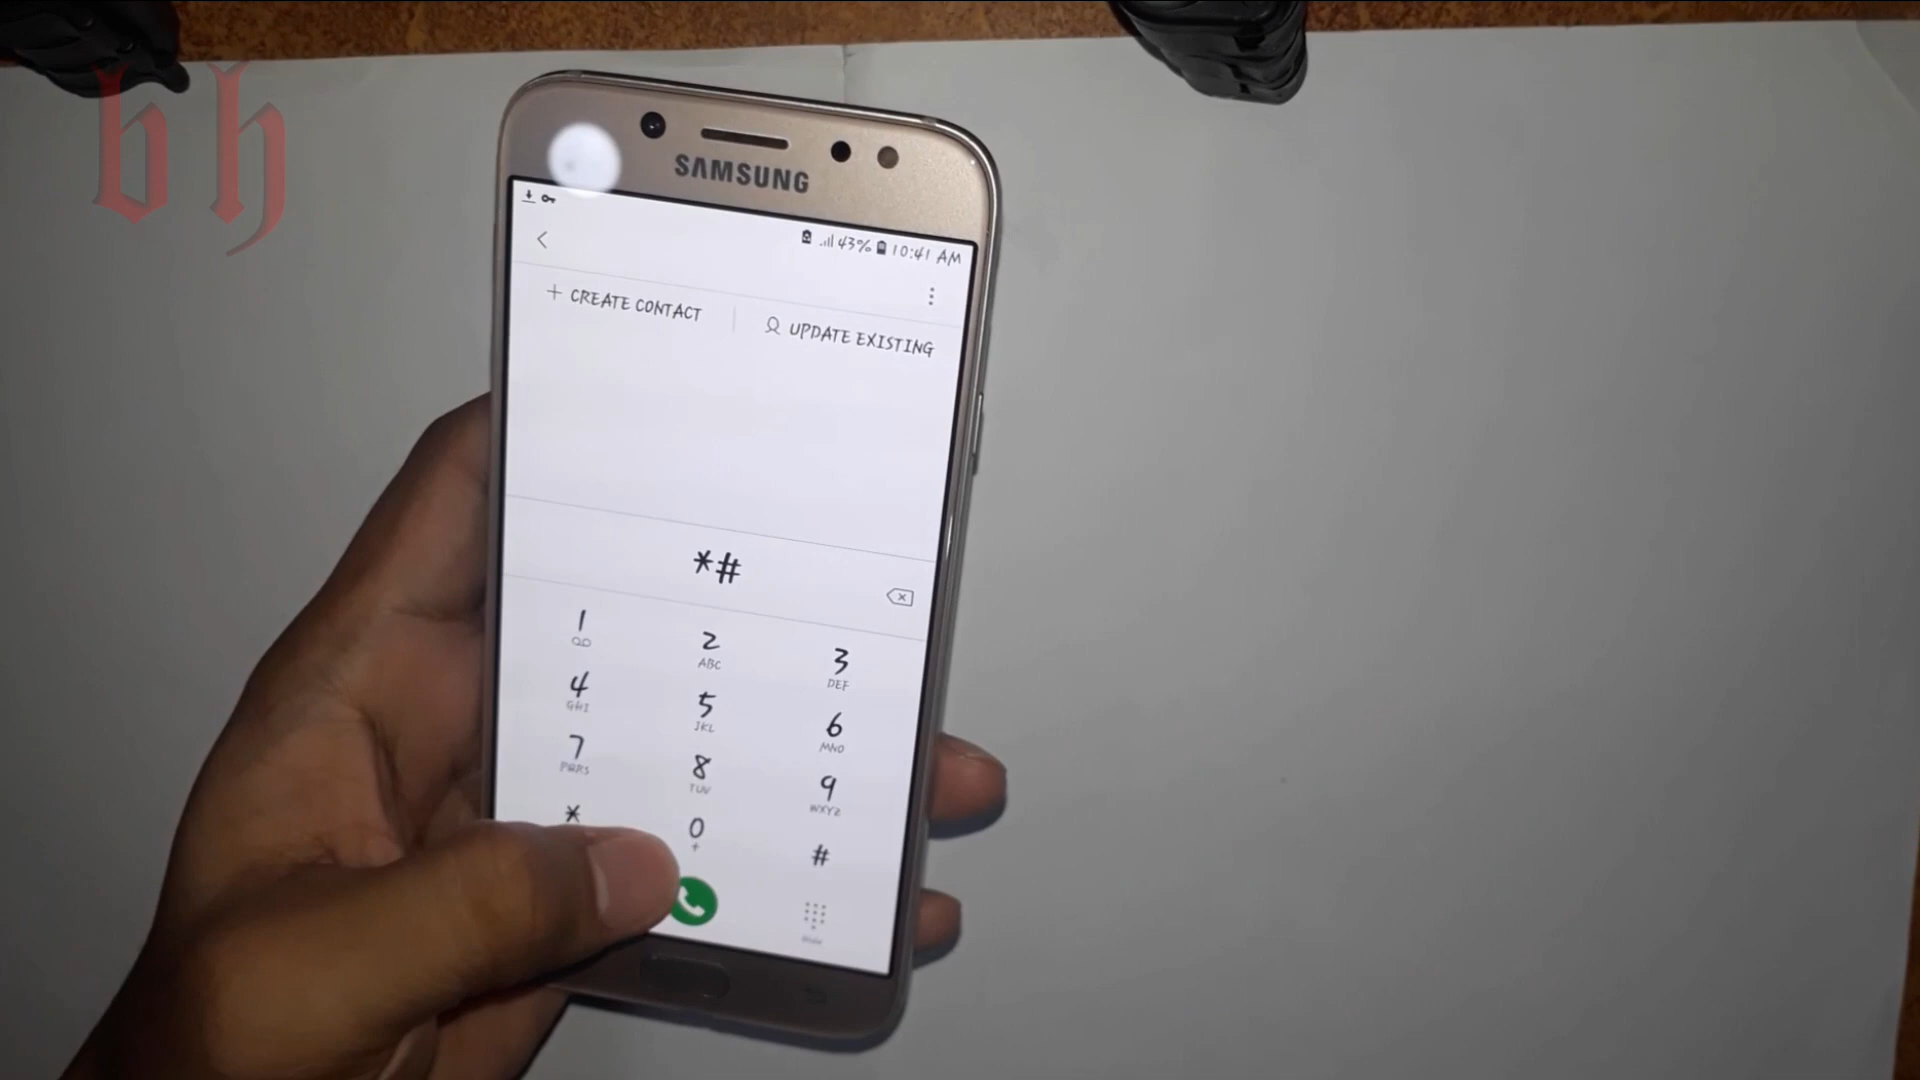 bh
SAMSUNG
43% 10:41 AM
+ CREATE CONTACT
UPDATE EXISTING
*#
1
2
ABC
3
DEF
4
GHI
5
JKL
6
MNO
7
PQRS
8
TUV
9
WXYZ
*
0
+
#
Hide